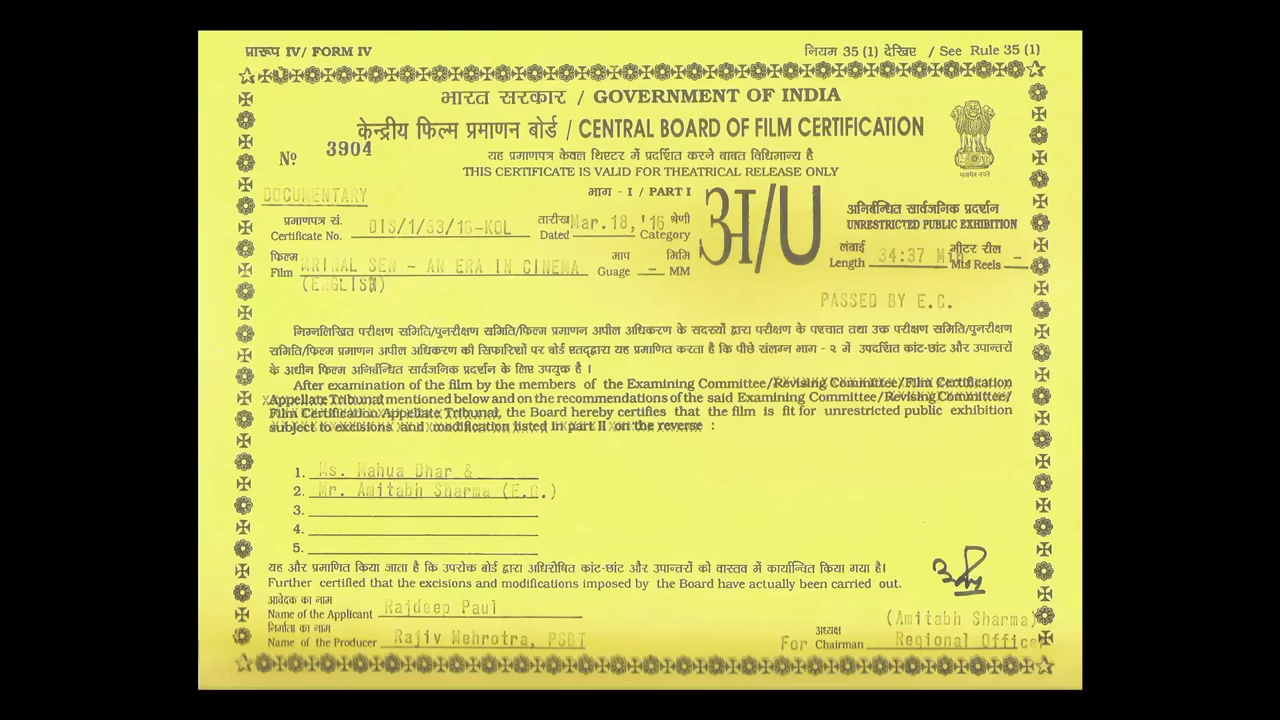 प्रारूप IV/ FORM IV नियम 35 (1) देखिए / See Rule 35 (1)
भारत सरकार / GOVERNMENT OF INDIA
केन्द्रीय फिल्म प्रमाणन बोर्ड / CENTRAL BOARD OF FILM CERTIFICATION
№ 3904
यह प्रमाणपत्र केवल थिएटर में प्रदर्शित करने बाबत विधिमान्य है
THIS CERTIFICATE IS VALID FOR THEATRICAL RELEASE ONLY
भाग - I / PART I
DOCUMENTARY
अ/U
अनिर्बन्धित सार्वजनिक प्रदर्शन
UNRESTRICTED PUBLIC EXHIBITION
प्रमाणपत्र सं. तारीख श्रेणी
Certificate No. DIS/1/33/16-KOL Dated Mar.18,'16 Category
फिल्म माप मिमि लंबाई मीटर रील
Film MRINAL SEN - AN ERA IN CINEMA Guage - MM Length 34:37 Mts Reels -
(ENGLISH)
PASSED BY E.C.
निम्नलिखित परीक्षण समिति/पुनरीक्षण समिति/फिल्म प्रमाणन अपील अधिकरण के सदस्यों द्वारा परीक्षण के पश्चात तथा उक्त परीक्षण समिति/पुनरीक्षण
समिति/फिल्म प्रमाणन अपील अधिकरण की सिफारिशों पर बोर्ड एतद्द्वारा यह प्रमाणित करता है कि पीछे संलग्न भाग - २ में उपदर्शित कांट-छांट और उपान्तरों
के अधीन फिल्म अनिर्बन्धित सार्वजनिक प्रदर्शन के लिए उपयुक्त है ।
After examination of the film by the members of the Examining Committee/Revising Committee/Film Certification
Appellate Tribunal mentioned below and on the recommendations of the said Examining Committee/Revising Committee/
Film Certification Appellate Tribunal, the Board hereby certifies that the film is fit for unrestricted public exhibition
subject to excisions and modification listed in part II on the reverse :
1. Ms. Mahua Dhar &
2. Mr. Amitabh Sharma (E.O.)
3.
4.
5.
यह और प्रमाणित किया जाता है कि उपरोक्त बोर्ड द्वारा अधिरोपित कांट-छांट और उपान्तरों को वास्तव में कार्यान्वित किया गया है।
Further certified that the excisions and modifications imposed by the Board have actually been carried out.
आवेदक का नाम
Name of the Applicant Rajdeep Paul
(Amitabh Sharma)
निर्माता का नाम अध्यक्ष
Name of the Producer Rajiv Mehrotra, PSBT For Chairman Regional Office